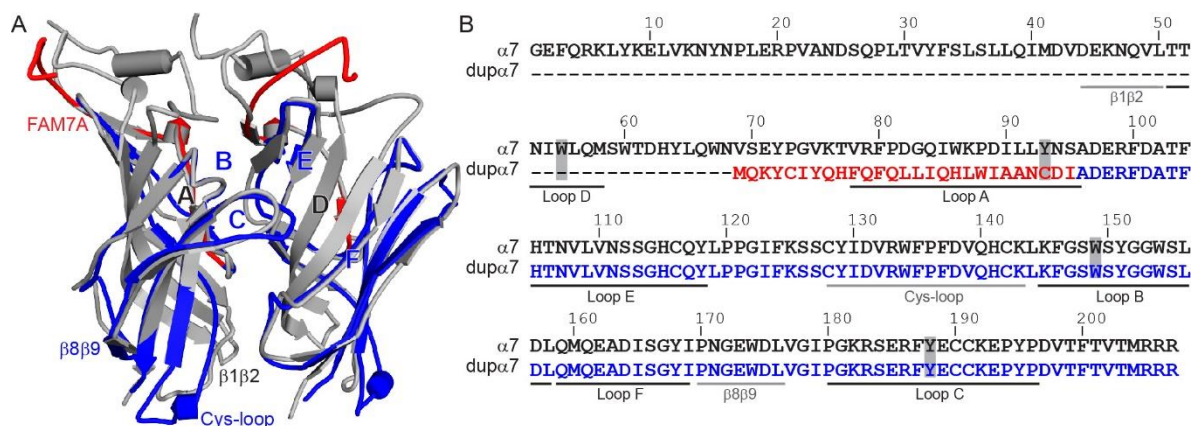 A
FAM7A
B
E
A
C
D
F
β8β9
β1β2
Cys-loop
B
10 20 30 40 50
α7 GEFQRKLYKELVKNYNPLERPVANDSQPLTVYFSLSLLQIMDVDEKNQVLTT
dupα7 ----------------------------------------------------
β1β2
60 70 80 90 100
α7 NIWLQMSWTDHYLQWNVSEYPGVKTVRFPDGQIWKPDILLYNSADERFDATF
dupα7 ----------------MQKYCIYQHFQFQLLIQHLWIAANCDIADERFDATF
Loop D Loop A
110 120 130 140 150
α7 HTNVLVNSSGHCQYLPPGIFKSSCYIDVRWFPFDVQHCKLKFGSWSYGGWSL
dupα7 HTNVLVNSSGHCQYLPPGIFKSSCYIDVRWFPFDVQHCKLKFGSWSYGGWSL
Loop E Cys-loop Loop B
160 170 180 190 200
α7 DLQMQEADISGYIPNGEWDLVGIPGKRSERFYECCKEPYPDVTFTVTMRRR
dupα7 DLQMQEADISGYIPNGEWDLVGIPGKRSERFYECCKEPYPDVTFTVTMRRR
Loop F β8β9 Loop C